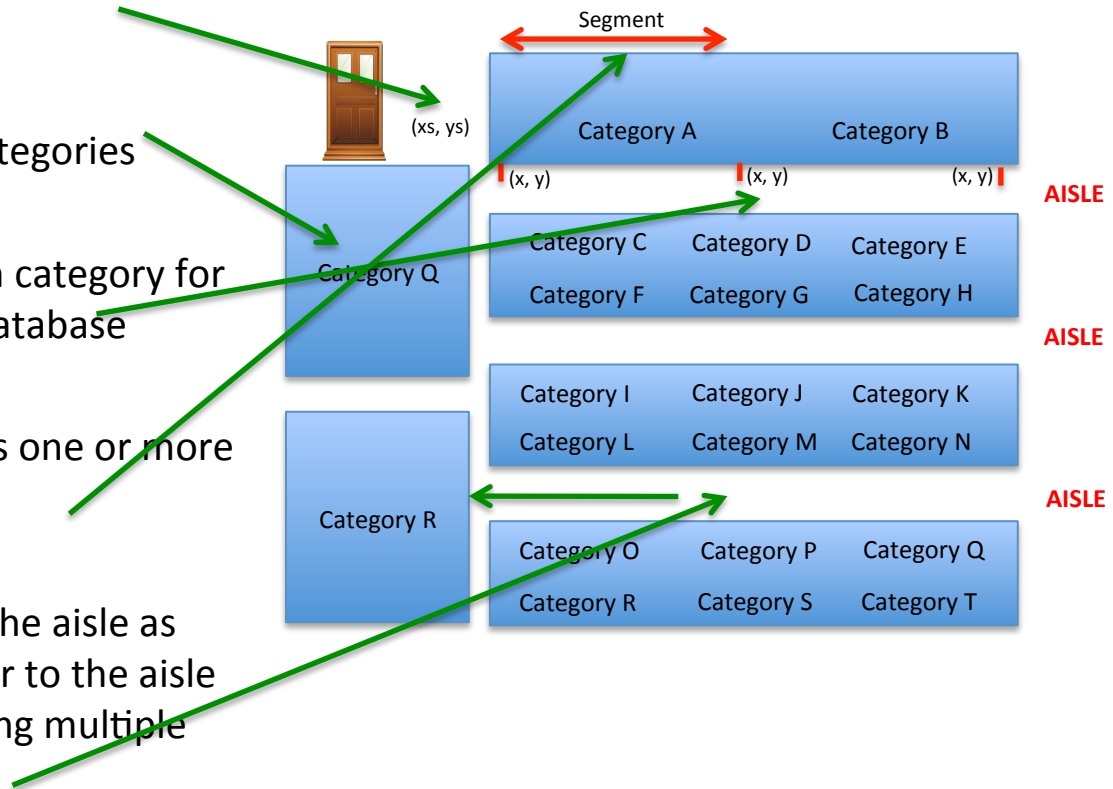 Segment
(xs, ys)
Category A Category B
(x, y) (x, y) (x, y)
AISLE
tegories
Category C Category D Category E
Category Q
category for
Category F Category G Category H
atabase
AISLE
Category I Category J Category K
s one or more
Category L Category M Category N
AISLE
Category R
Category O Category P Category Q
Category R Category S Category T
he aisle as
r to the aisle
ng multiple